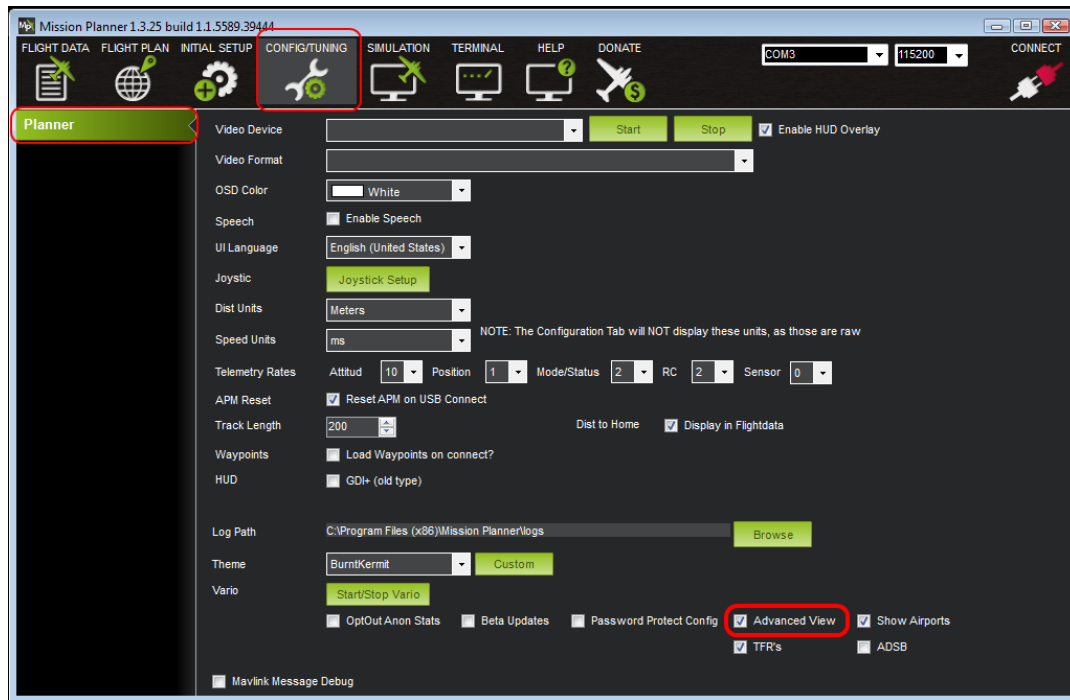 Mission Planner 1.3.25 build 1.1.5589.39444
FLIGHT DATA FLIGHT PLAN INITIAL SETUP CONFIG/TUNING SIMULATION TERMINAL HELP DONATE CONNECT
COM3 115200
Planner
Video Device Start Stop Enable HUD Overlay
Video Format
OSD Color White
Speech Enable Speech
UI Language English (United States)
Joystic Joystick Setup
Dist Units Meters
Speed Units ms NOTE: The Configuration Tab will NOT display these units, as those are raw
Telemetry Rates Attitud 10 Position 1 Mode/Status 2 RC 2 Sensor 0
APM Reset Reset APM on USB Connect
Track Length 200 Dist to Home Display in Flightdata
Waypoints Load Waypoints on connect?
HUD GDI+ (old type)
Log Path C:\Program Files (x86)\Mission Planner\logs Browse
Theme BurntKermit Custom
Vario Start/Stop Vario
OptOut Anon Stats Beta Updates Password Protect Config Advanced View Show Airports
TFR's ADSB
Mavlink Message Debug